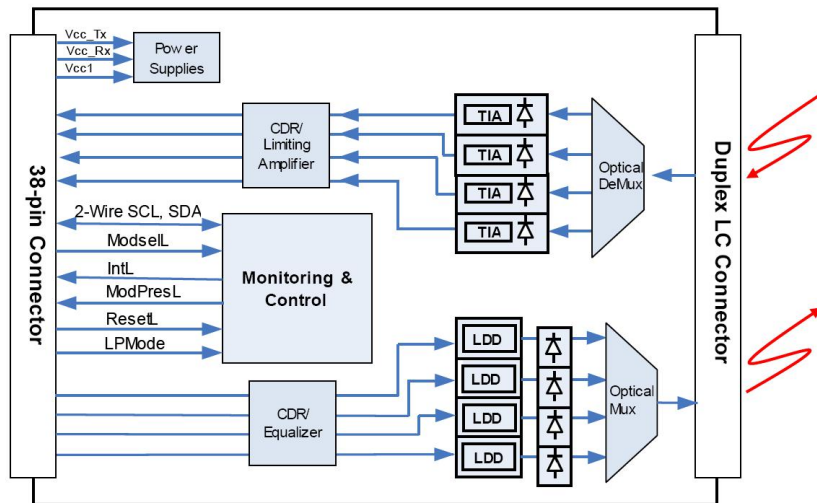 Vcc_Tx
Vcc_Rx
Vcc1
Power
Supplies
38-pin Connector
CDR/
Limiting
Amplifier
TIA
TIA
TIA
TIA
Optical
DeMux
Duplex LC Connector
2-Wire SCL, SDA
ModselL
IntL
ModPresL
ResetL
LPMode
Monitoring &
Control
CDR/
Equalizer
LDD
LDD
LDD
LDD
Optical
Mux